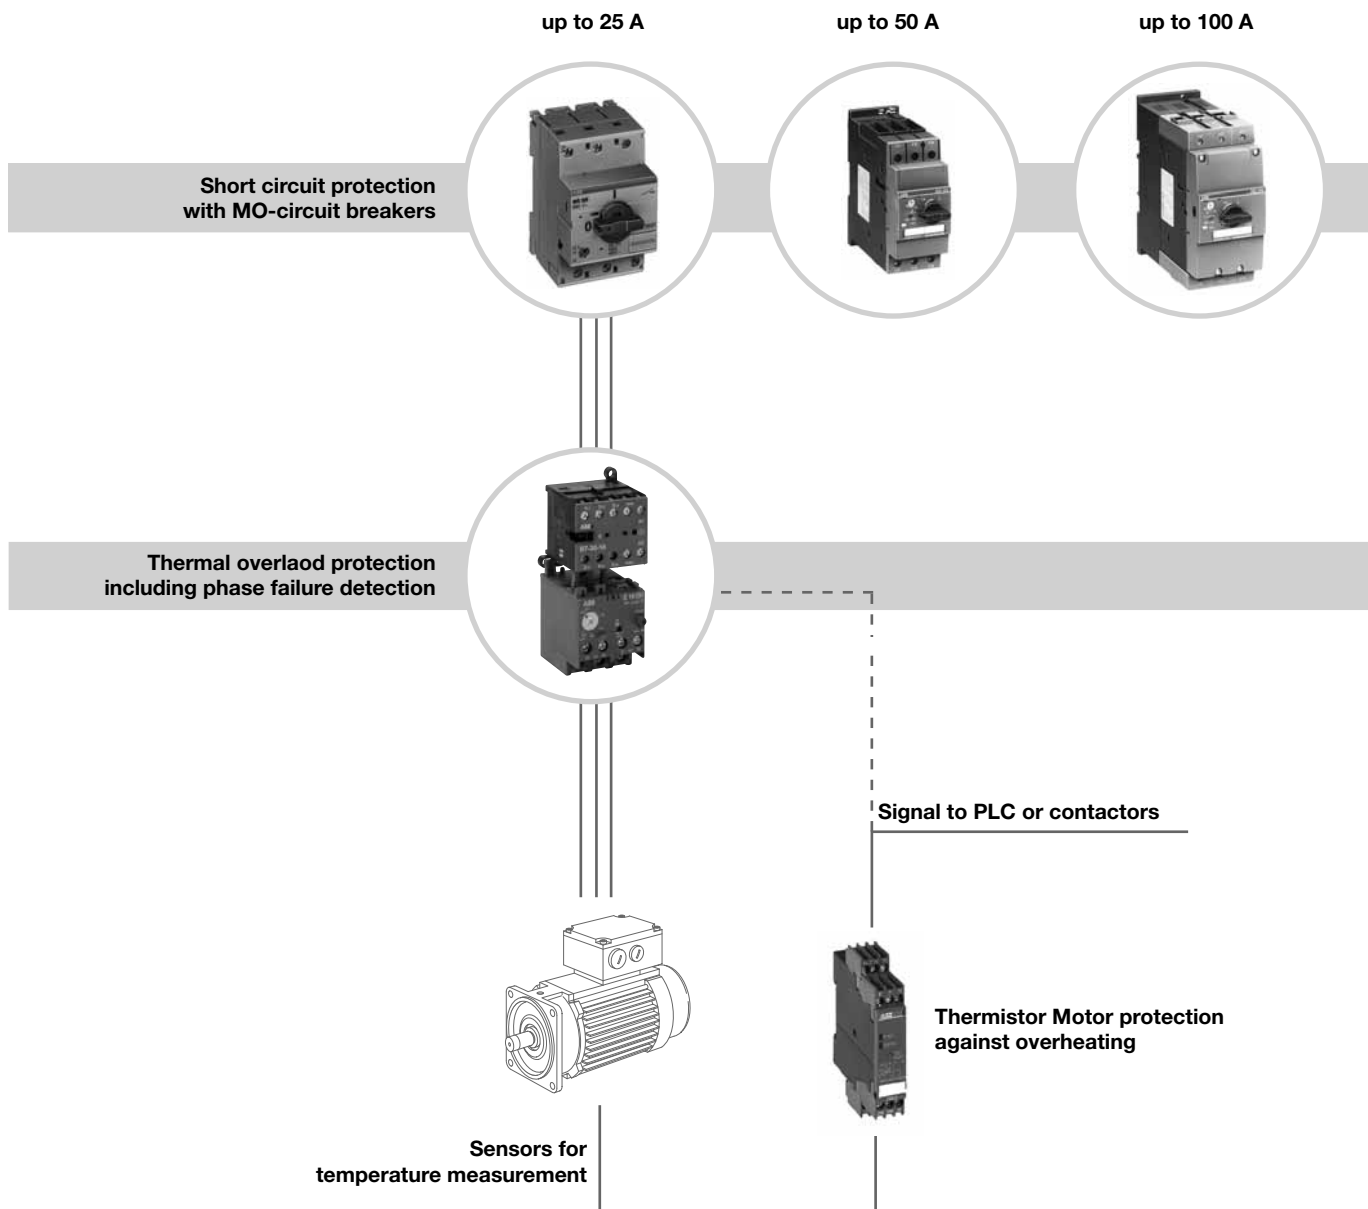 up to 25 A
up to 50 A
up to 100 A
Short circuit protection
with MO-circuit breakers
Thermal overlaod protection
including phase failure detection
Signal to PLC or contactors
Thermistor Motor protection
against overheating
Sensors for
temperature measurement